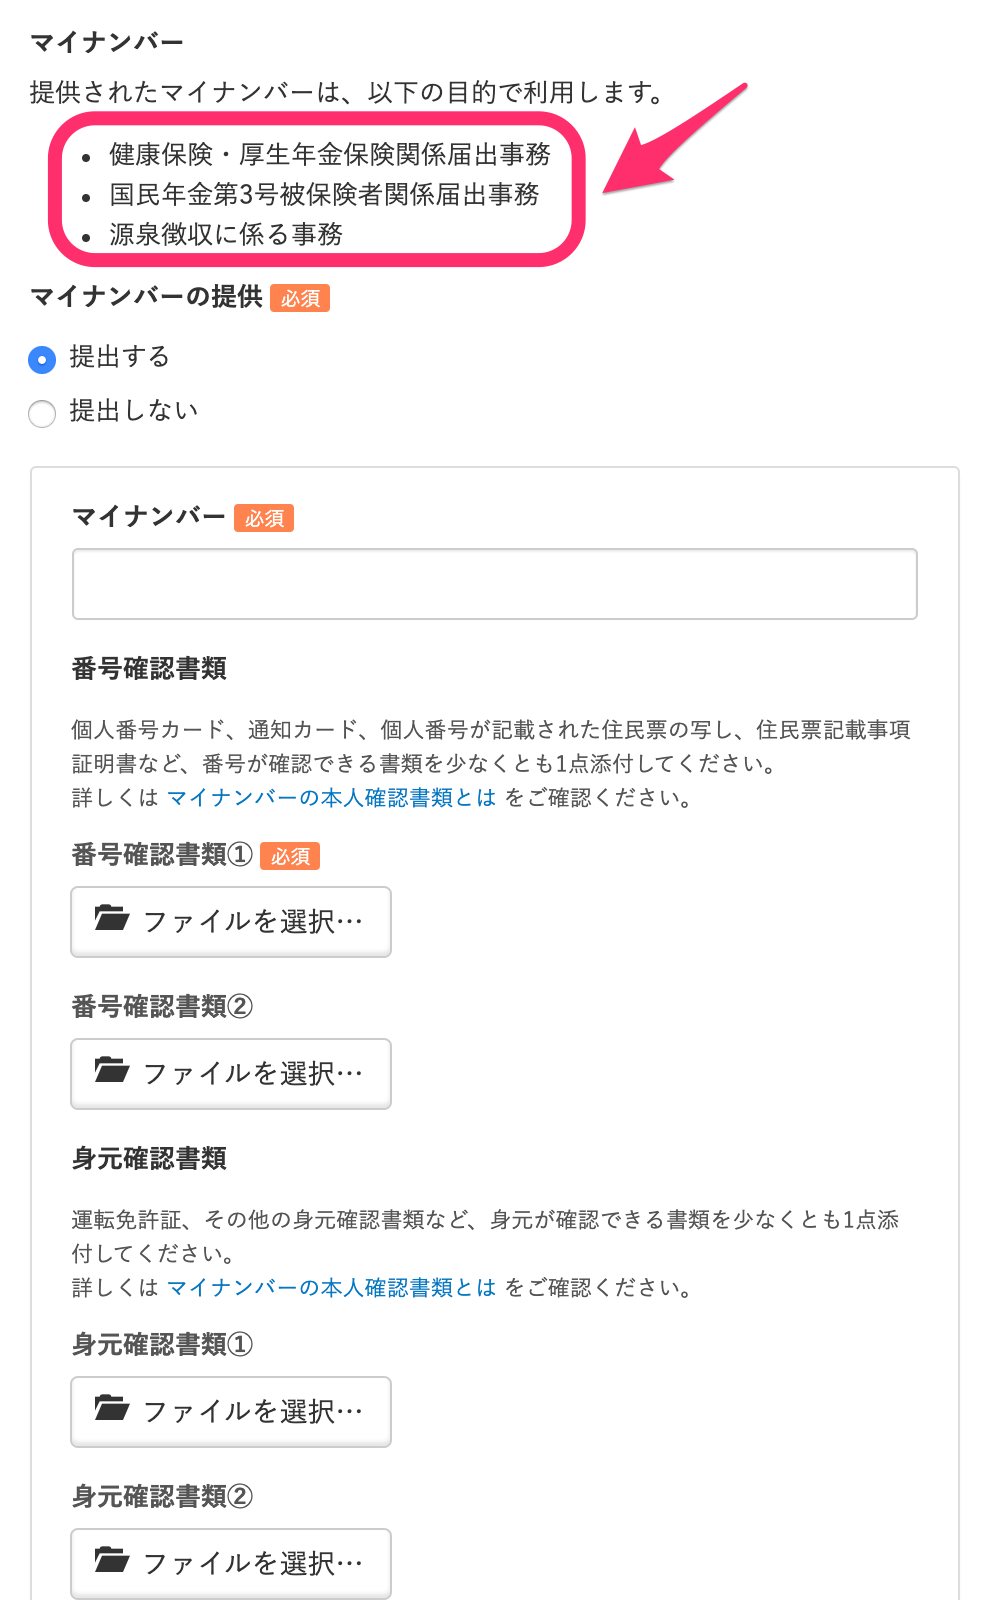 マイナンバー
提供されたマイナンバーは、以下の目的で利用します。
• 健康保険・厚生年金保険関係届出事務
• 国民年金第3号被保険者関係届出事務
• 源泉徴収に係る事務
マイナンバーの提供 必須
提出する
提出しない
マイナンバー 必須
番号確認書類
個人番号カード、通知カード、個人番号が記載された住民票の写し、住民票記載事項
証明書など、番号が確認できる書類を少なくとも1点添付してください。
詳しくは マイナンバーの本人確認書類とは をご確認ください。
番号確認書類① 必須
ファイルを選択…
番号確認書類②
ファイルを選択…
身元確認書類
運転免許証、その他の身元確認書類など、身元が確認できる書類を少なくとも1点添
付してください。
詳しくは マイナンバーの本人確認書類とは をご確認ください。
身元確認書類①
ファイルを選択…
身元確認書類②
ファイルを選択…